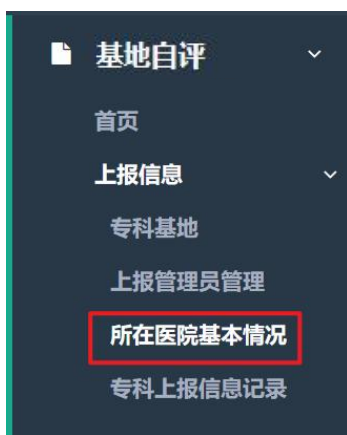 基地自评
首页
上报信息
专科基地
上报管理员管理
所在医院基本情况
专科上报信息记录